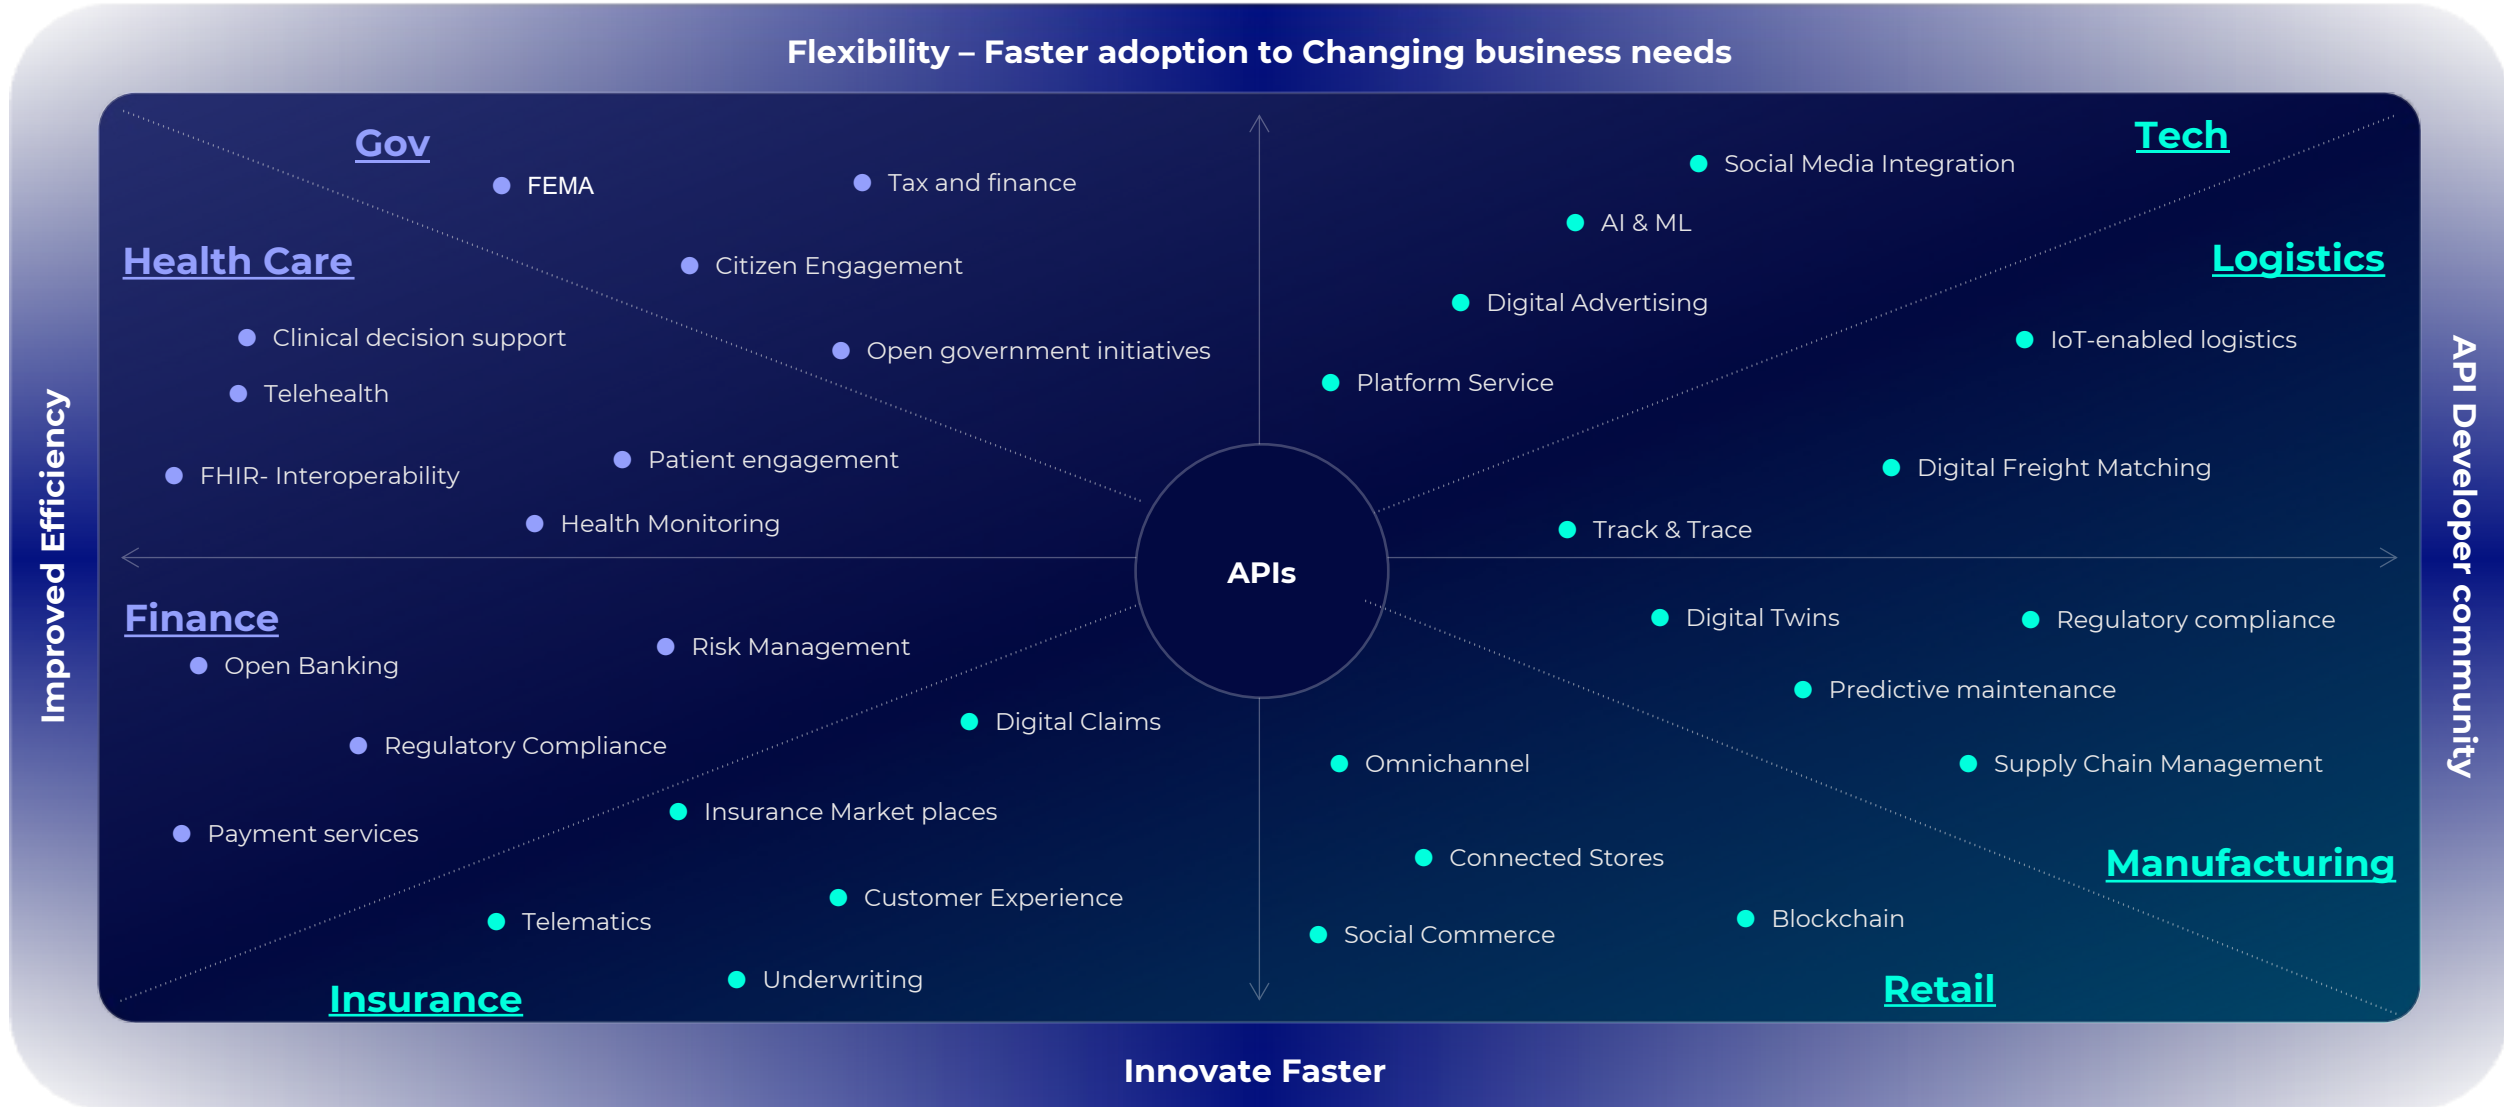 Flexibility – Faster adoption to Changing business needs
Gov
FEMA
Tax and finance
Citizen Engagement
Open government initiatives
Health Care
Clinical decision support
Telehealth
FHIR- Interoperability
Patient engagement
Health Monitoring
Tech
Social Media Integration
AI & ML
Digital Advertising
Platform Service
Logistics
IoT-enabled logistics
Digital Freight Matching
Track & Trace
Improved Efficiency
APIs
API Developer community
Finance
Open Banking
Risk Management
Regulatory Compliance
Payment services
Digital Claims
Insurance Market places
Customer Experience
Telematics
Underwriting
Insurance
Digital Twins
Regulatory compliance
Predictive maintenance
Supply Chain Management
Manufacturing
Omnichannel
Connected Stores
Social Commerce
Blockchain
Retail
Innovate Faster